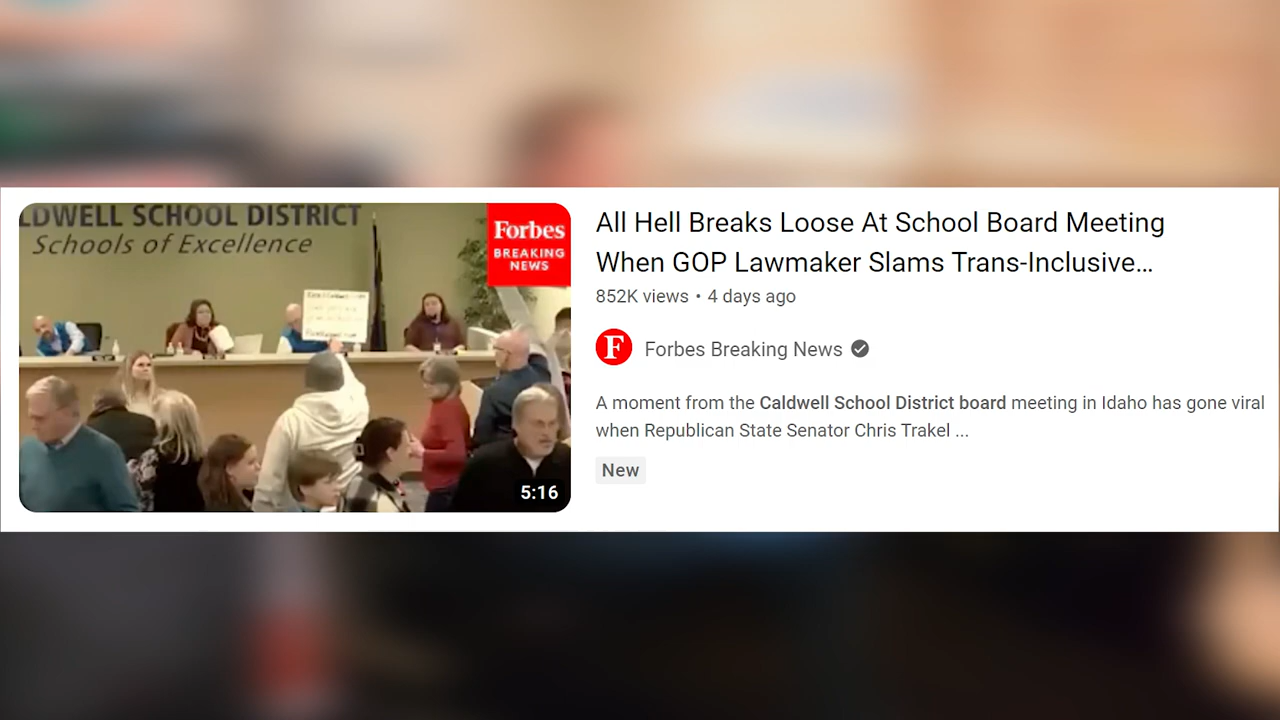 LDWELL SCHOOL DISTRICT
Schools of Excellence
Forbes
BREAKING
NEWS
5:16
All Hell Breaks Loose At School Board Meeting
When GOP Lawmaker Slams Trans-Inclusive…
852K views • 4 days ago
F
Forbes Breaking News
A moment from the Caldwell School District board meeting in Idaho has gone viral
when Republican State Senator Chris Trakel ...
New